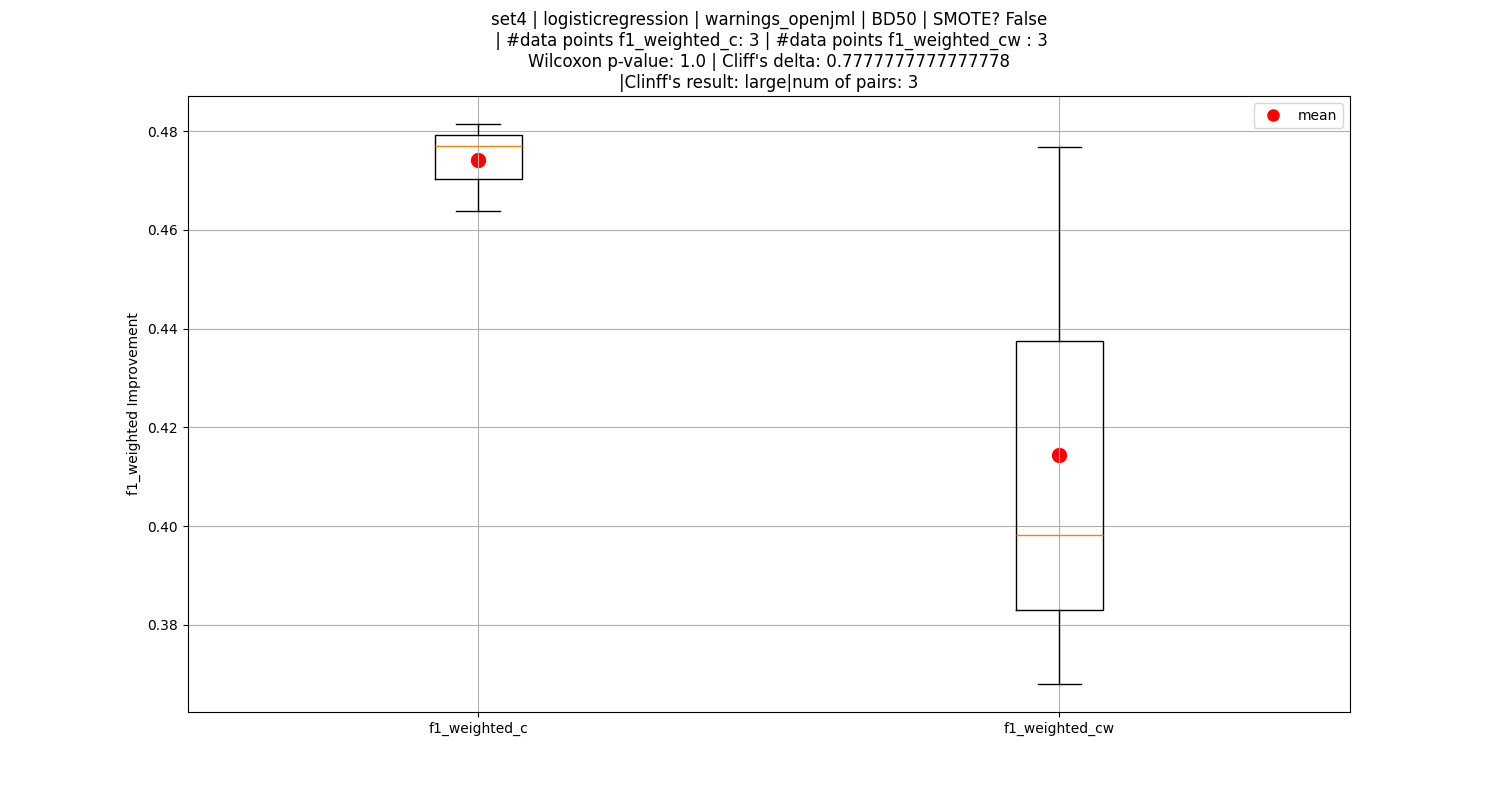 set4 | logisticregression | warnings_openjml | BD50 | SMOTE? False
| #data points f1_weighted_c: 3 | #data points f1_weighted_cw : 3
Wilcoxon p-value: 1.0 | Cliff's delta: 0.7777777777777778
|Clinff's result: large|num of pairs: 3
mean
0.48
0.46
0.44
0.42
0.40
0.38
f1_weighted Improvement
f1_weighted_c
f1_weighted_cw